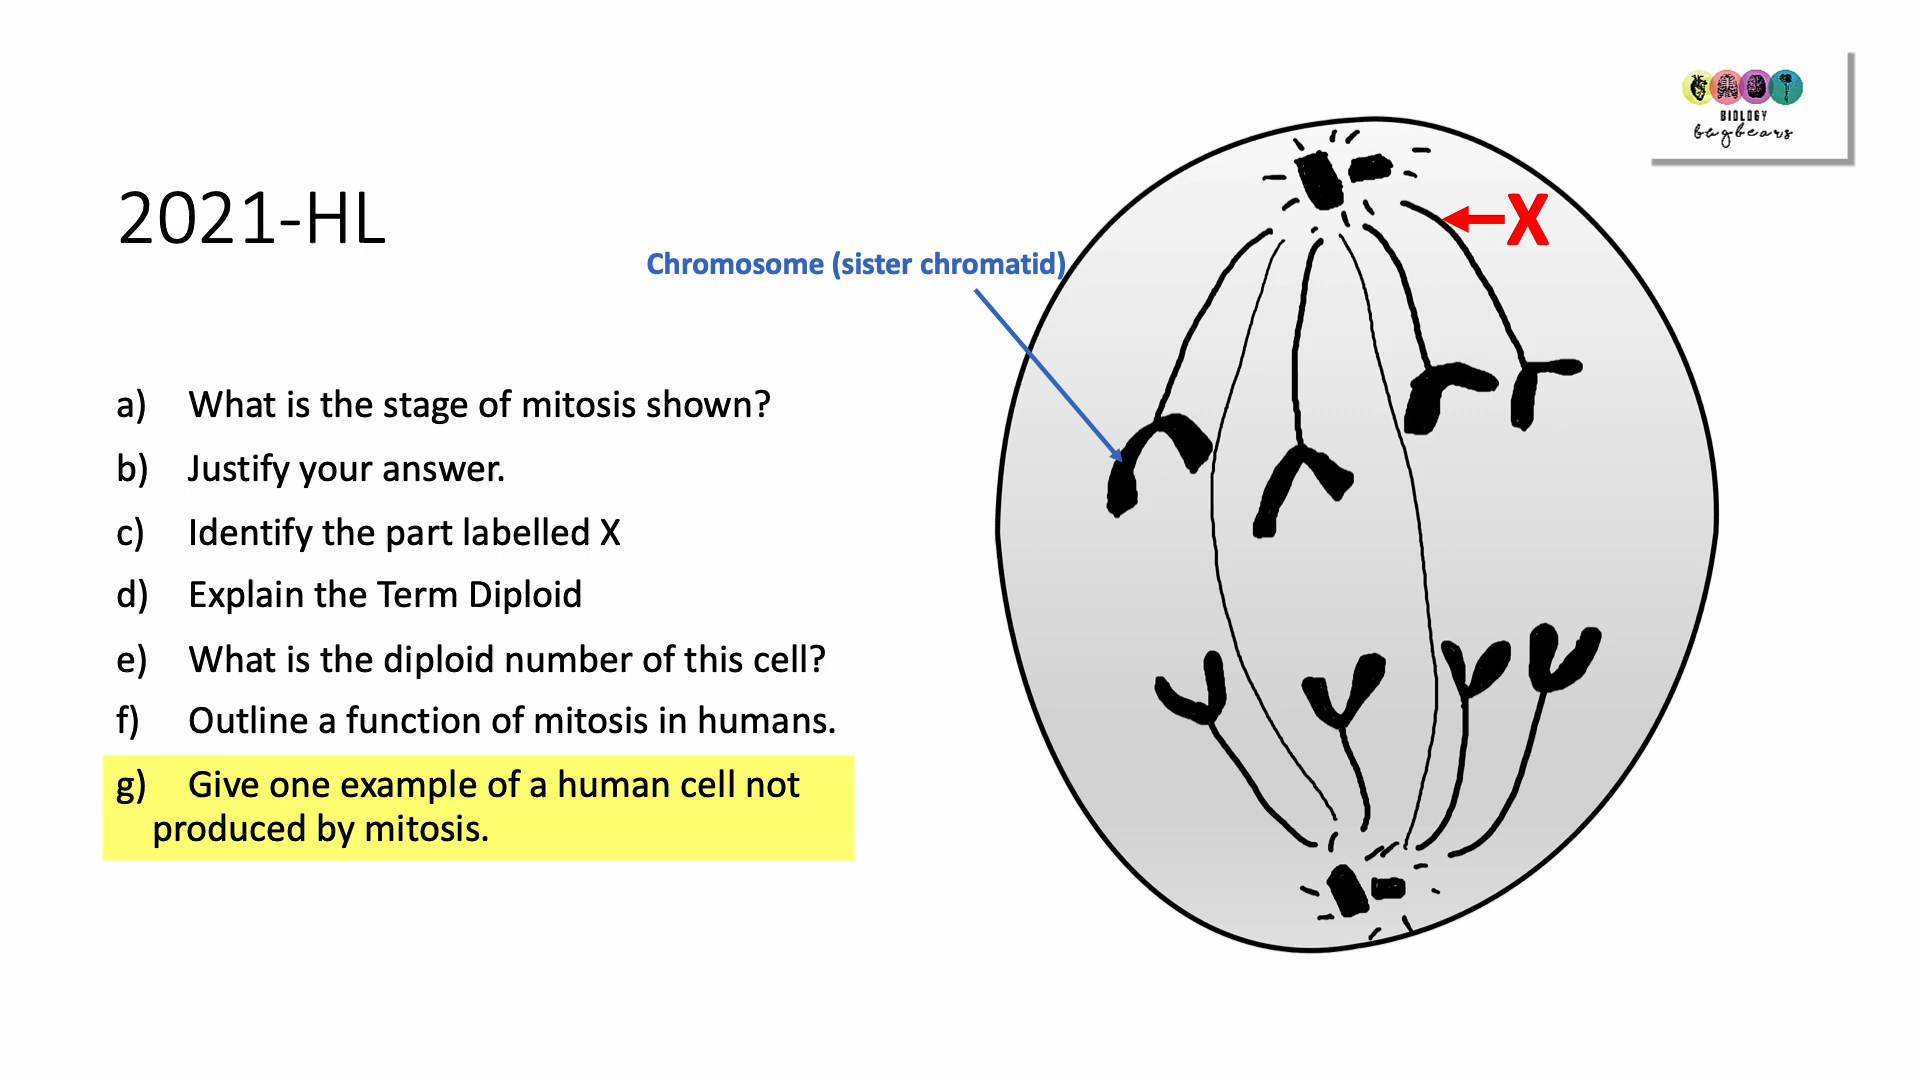 BIOLOGY
bugbears
2021-HL
X
Chromosome (sister chromatid)
a) What is the stage of mitosis shown?
b) Justify your answer.
c) Identify the part labelled X
d) Explain the Term Diploid
e) What is the diploid number of this cell?
f) Outline a function of mitosis in humans.
g) Give one example of a human cell not
produced by mitosis.